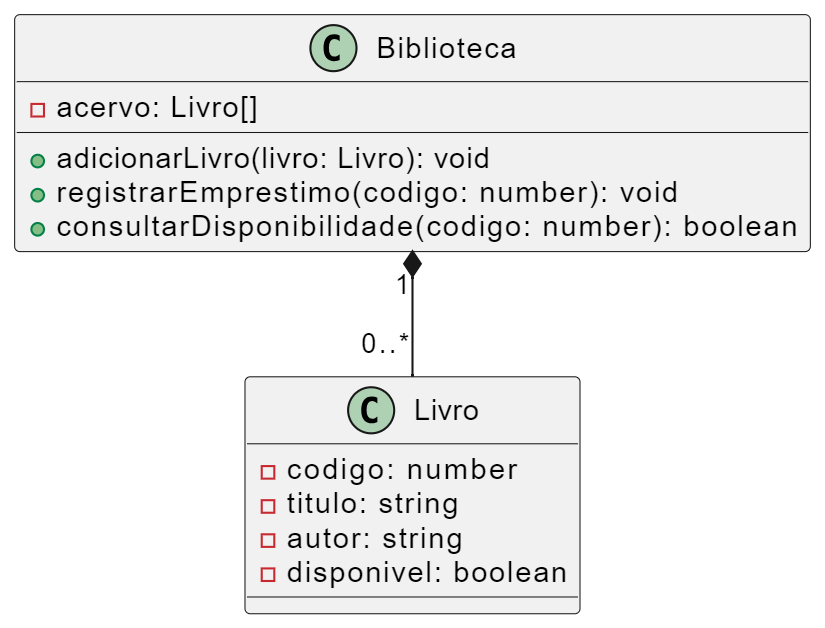 C Biblioteca
acervo: Livro[]
adicionarLivro(livro: Livro): void
registrarEmprestimo(codigo: number): void
consultarDisponibilidade(codigo: number): boolean
1
0..*
C Livro
codigo: number
titulo: string
autor: string
disponivel: boolean